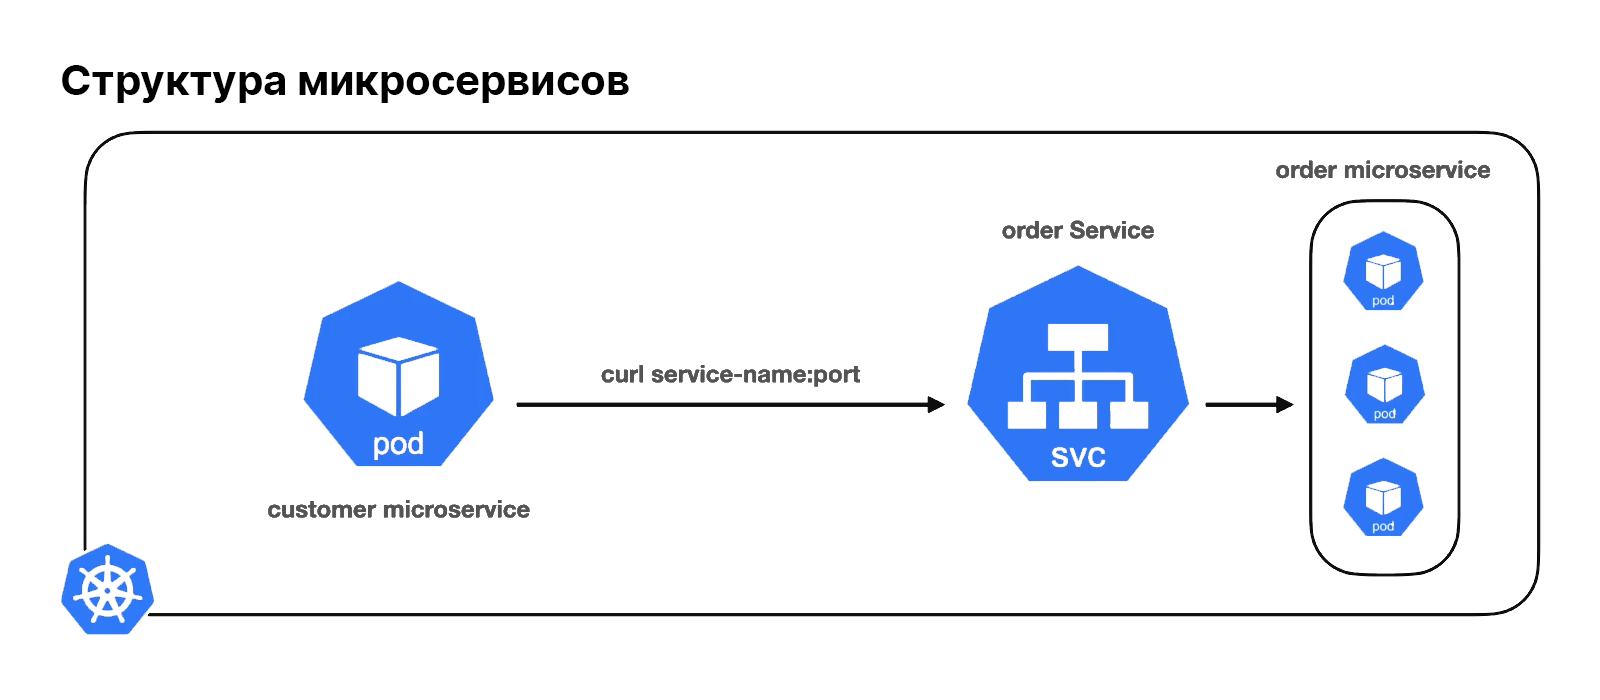 Структура микросервисов
order microservice
order Service
pod
curl service-name:port
pod
pod
SVC
customer microservice
pod